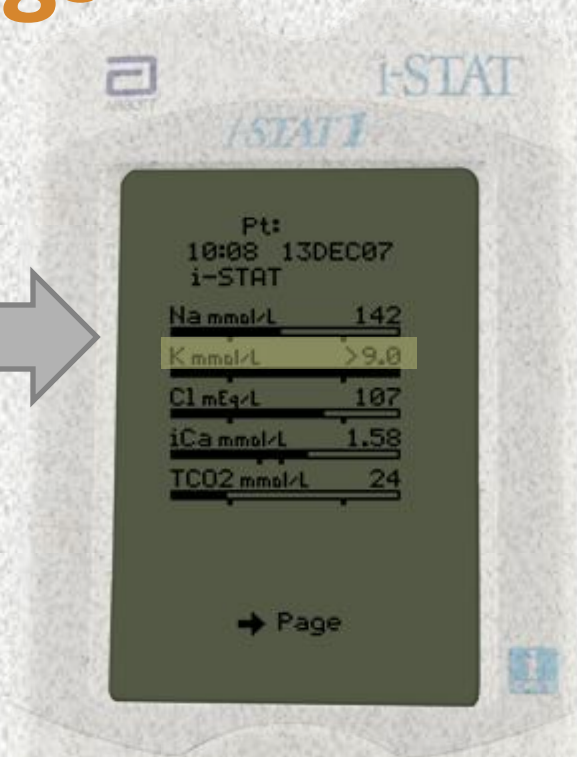 i-STAT
i-STAT 1
Pt:
10:08 13DEC07
i-STAT
Na mmol/L 142
K mmol/L >9.0
Cl mEq/L 107
iCa mmol/L 1.58
TCO2 mmol/L 24
→ Page